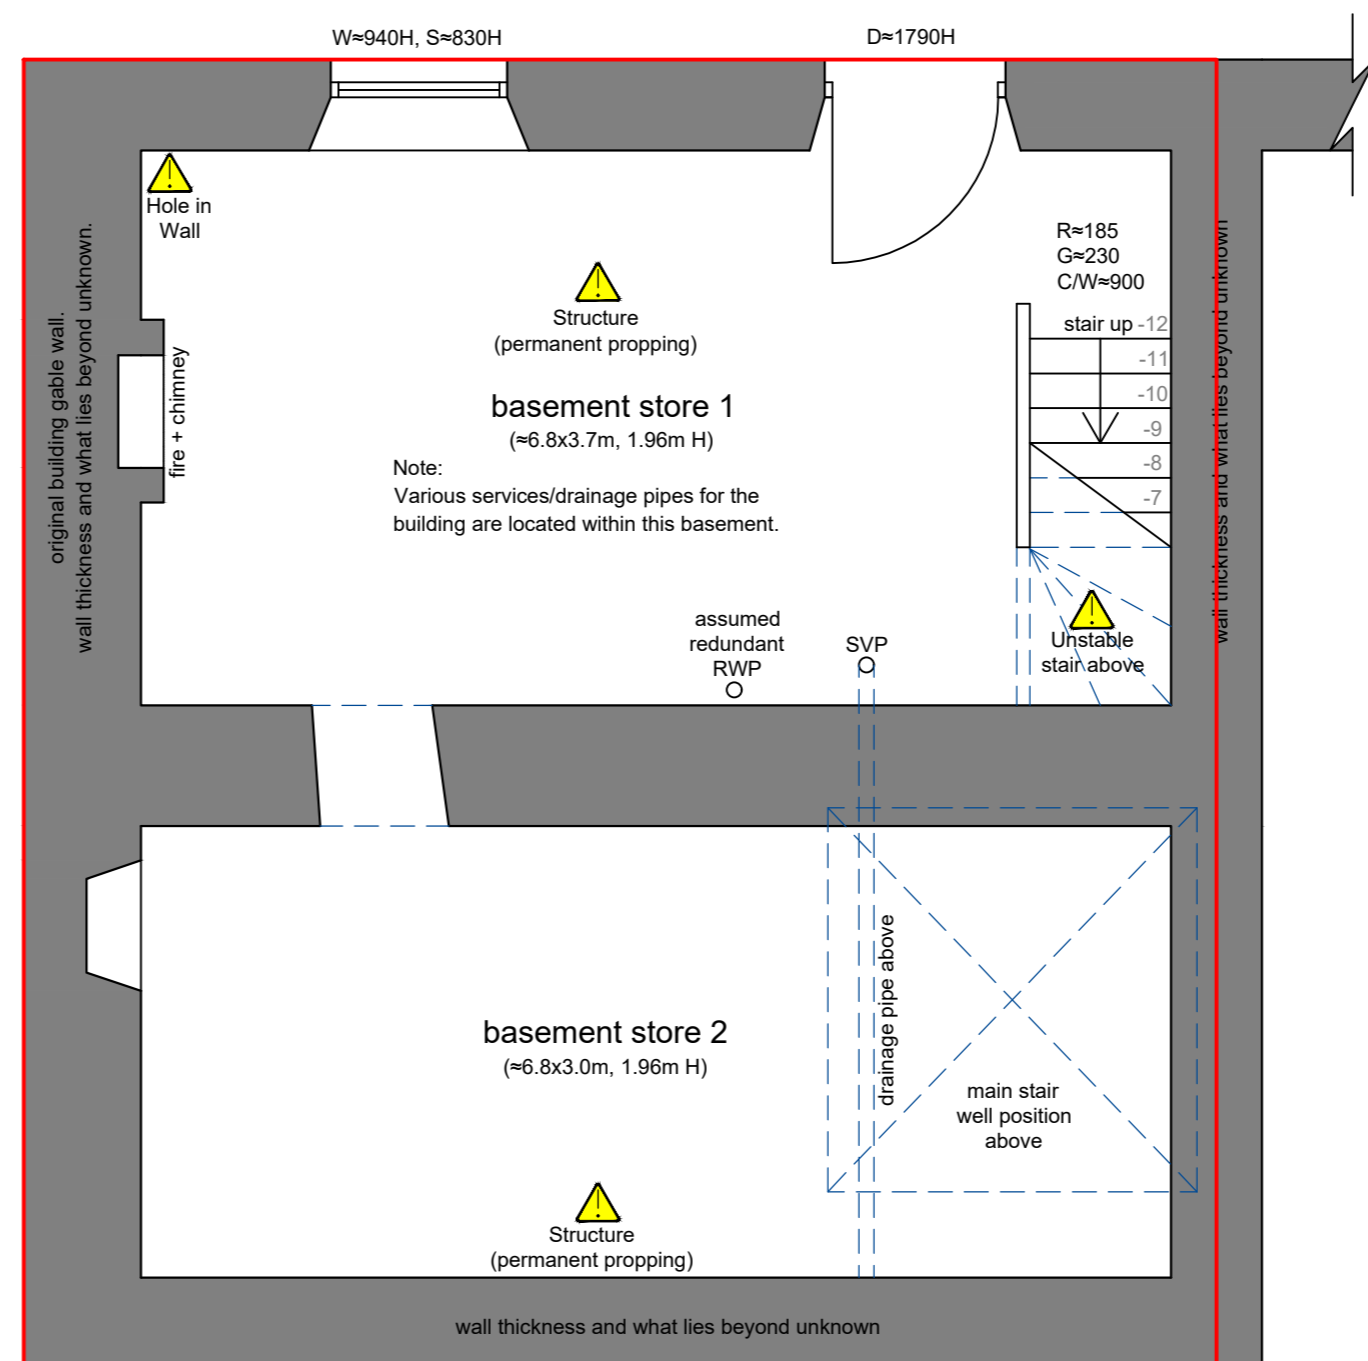 W≈940H, S≈830H
D≈1790H
Hole in
Wall
original building gable wall.
wall thickness and what lies beyond unknown.
fire + chimney
Structure
(permanent propping)
basement store 1
(≈6.8x3.7m, 1.96m H)
Note:
Various services/drainage pipes for the
building are located within this basement.
R≈185
G≈230
C/W≈900
stair up -12
-11
-10
-9
-8
-7
wall thickness and what lies beyond unknown
Unstable
stair above
assumed
redundant
RWP
SVP
basement store 2
(≈6.8x3.0m, 1.96m H)
drainage pipe above
main stair
well position
above
Structure
(permanent propping)
wall thickness and what lies beyond unknown